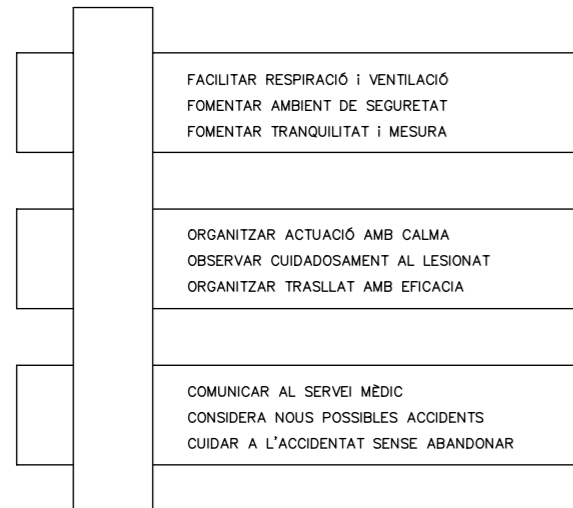 FACILITAR RESPIRACIÓ i VENTILACIÓ
FOMENTAR AMBIENT DE SEGURETAT
FOMENTAR TRANQUILITAT i MESURA
ORGANITZAR ACTUACIÓ AMB CALMA
OBSERVAR CUIDADOSAMENT AL LESIONAT
ORGANITZAR TRASLLAT AMB EFICACIA
COMUNICAR AL SERVEI MÈDIC
CONSIDERA NOUS POSSIBLES ACCIDENTS
CUIDAR A L'ACCIDENTAT SENSE ABANDONAR